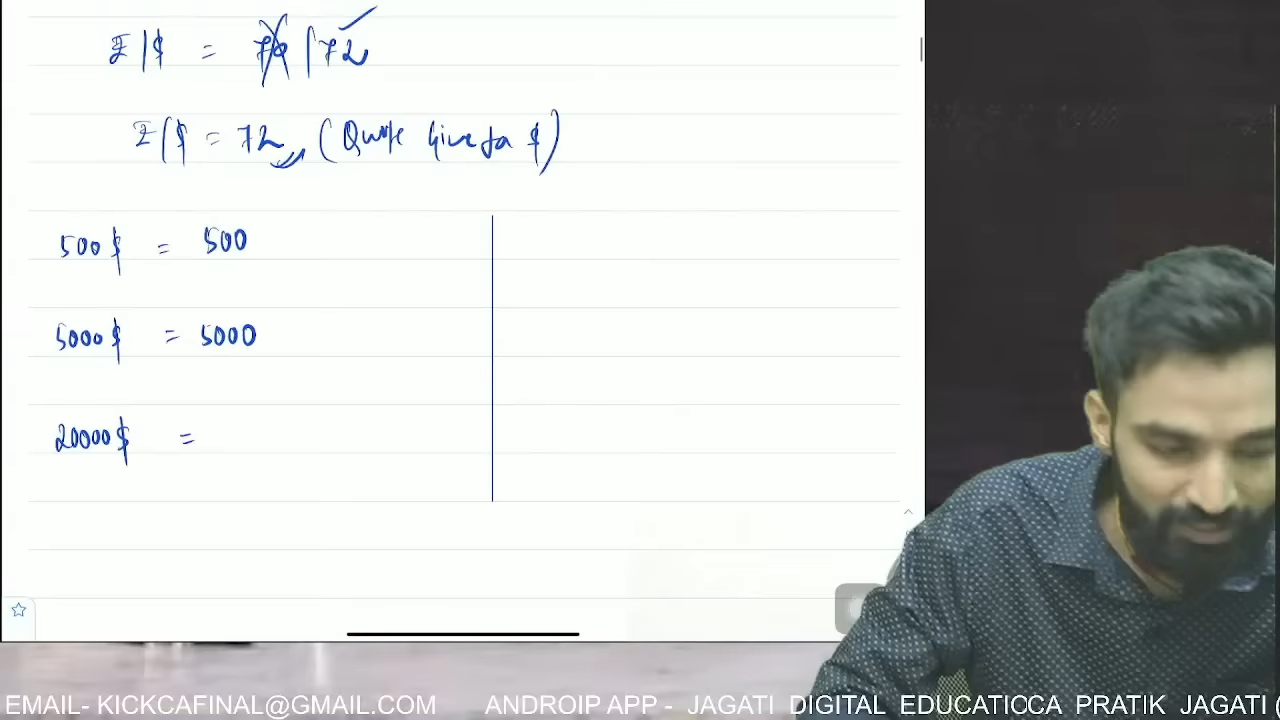 ₹/$ = 70/72
₹/$ = 72 (Quote Given for $)
500$ = 500
5000$ = 5000
20000$ =
EMAIL- KICKCAFINAL@GMAIL.COM ANDROIP APP - JAGATI DIGITAL EDUCATIOCA PRATIK JAGATI (